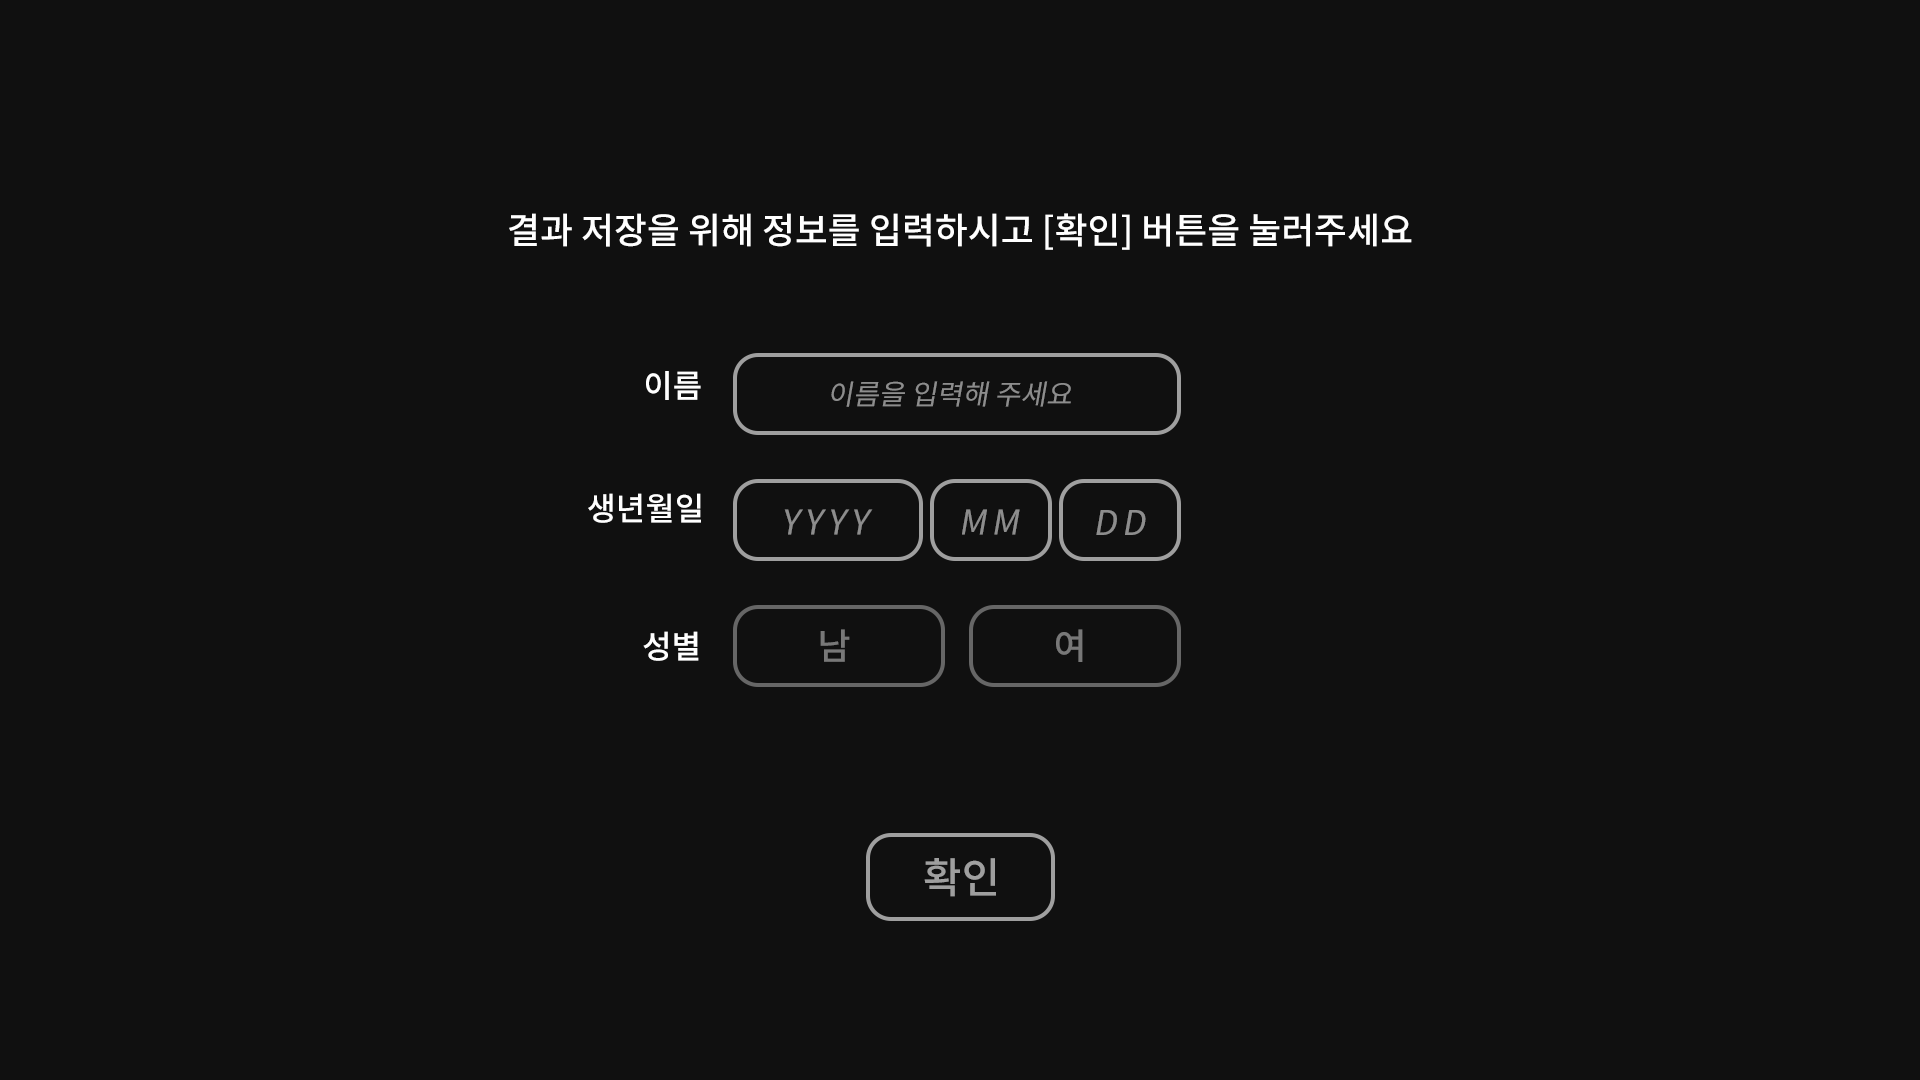 결과 저장을 위해 정보를 입력하시고 [확인] 버튼을 눌러주세요
이름 이름을 입력해 주세요
생년월일 YYYY MM DD
성별 남 여
확인